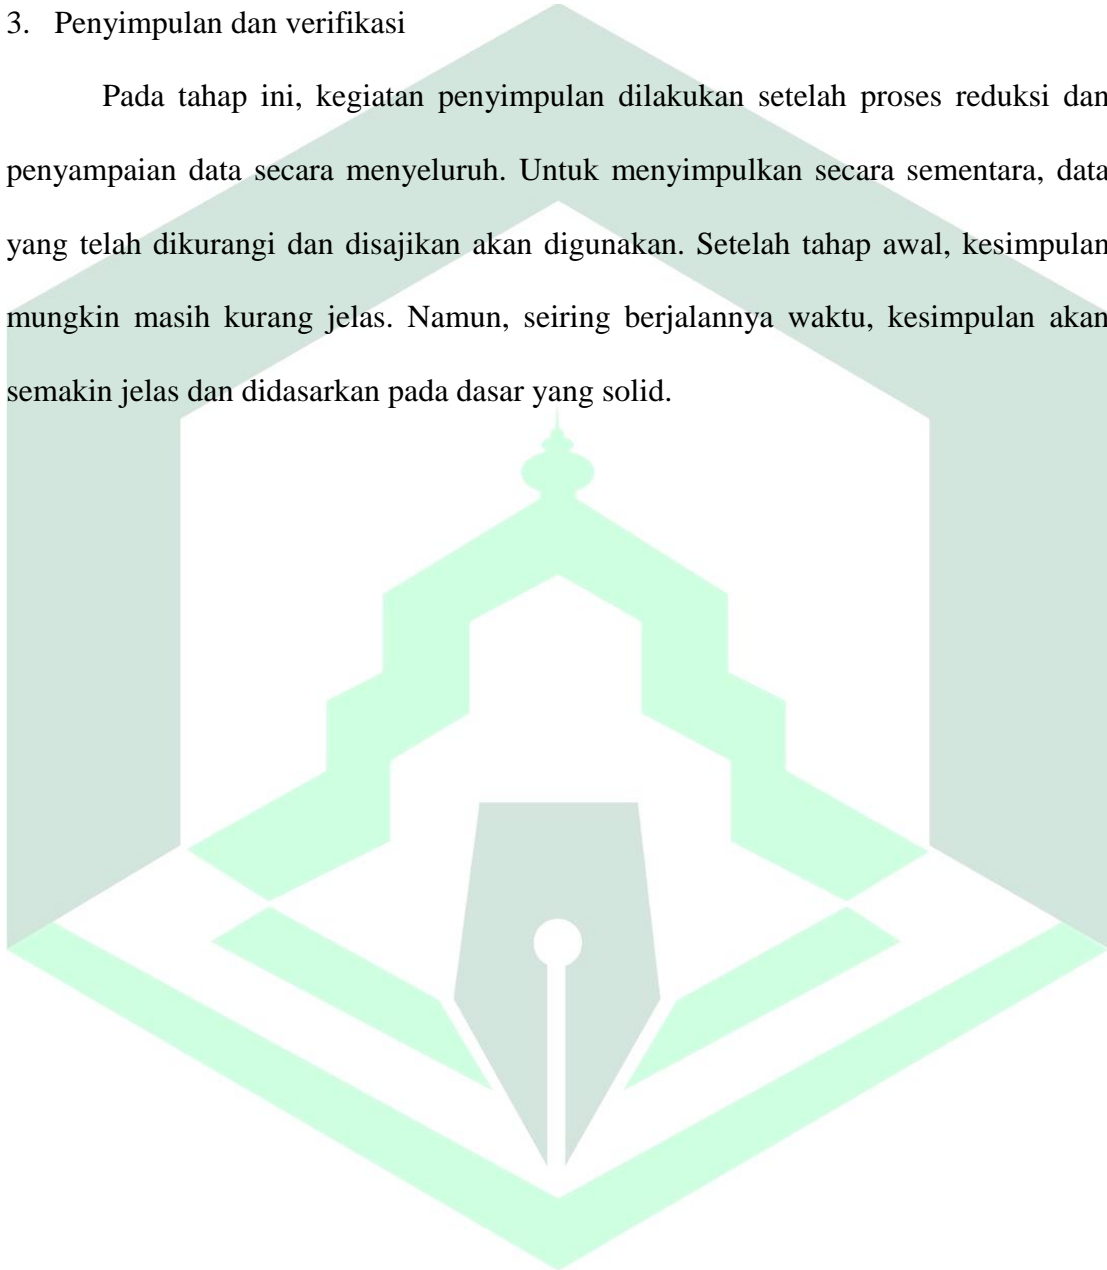 3. Penyimpulan dan verifikasi
Pada tahap ini, kegiatan penyimpulan dilakukan setelah proses reduksi dan
penyampaian data secara menyeluruh. Untuk menyimpulkan secara sementara, data
yang telah dikurangi dan disajikan akan digunakan. Setelah tahap awal, kesimpulan
mungkin masih kurang jelas. Namun, seiring berjalannya waktu, kesimpulan akan
semakin jelas dan didasarkan pada dasar yang solid.